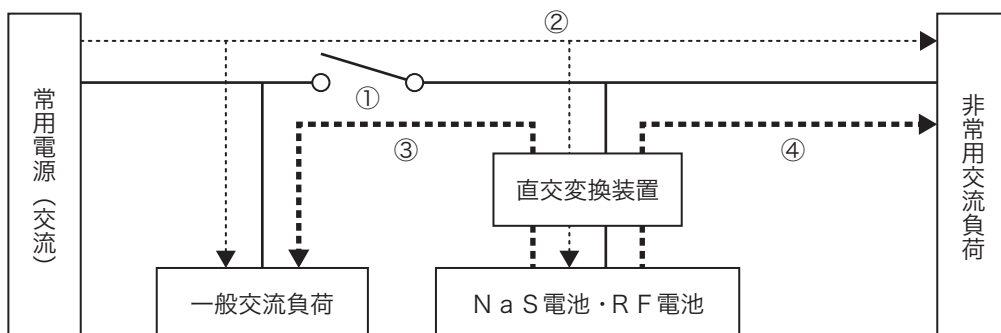 常用電源（交流）
②
①
③
④
非常用交流負荷
直交変換装置
一般交流負荷
ＮａＳ電池・ＲＦ電池